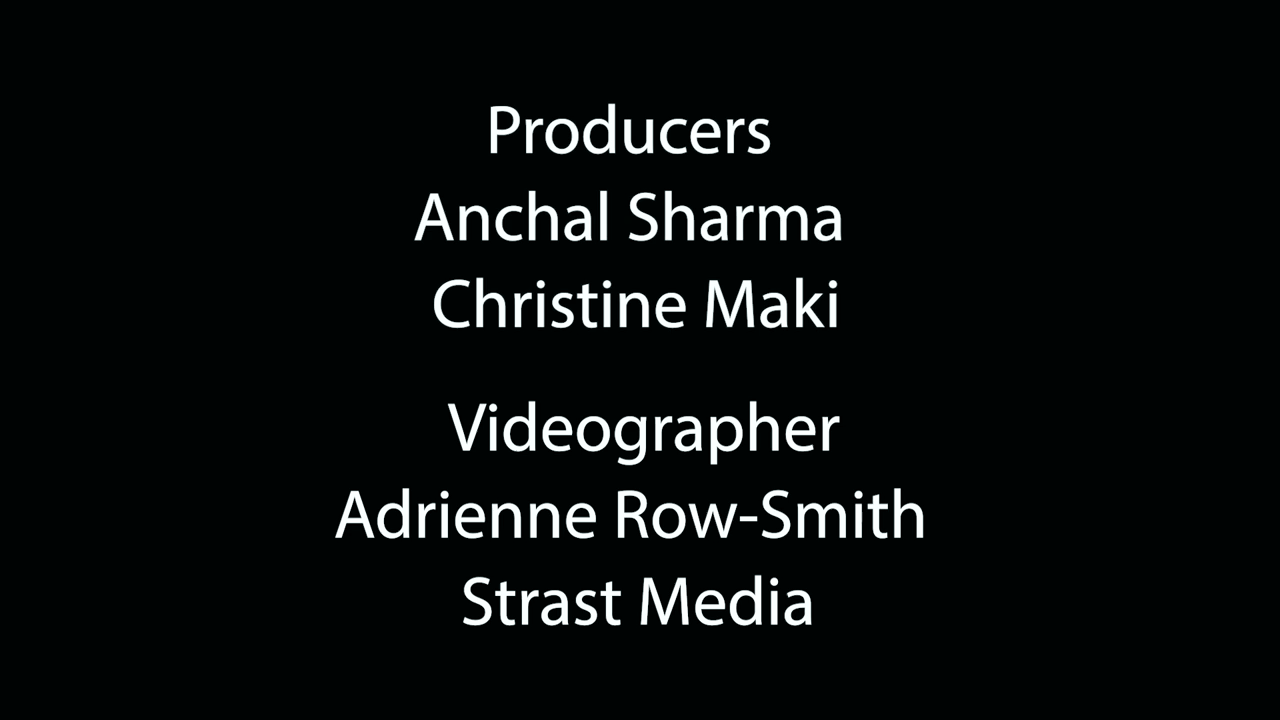 Producers
Anchal Sharma
Christine Maki
Videographer
Adrienne Row-Smith
Strast Media